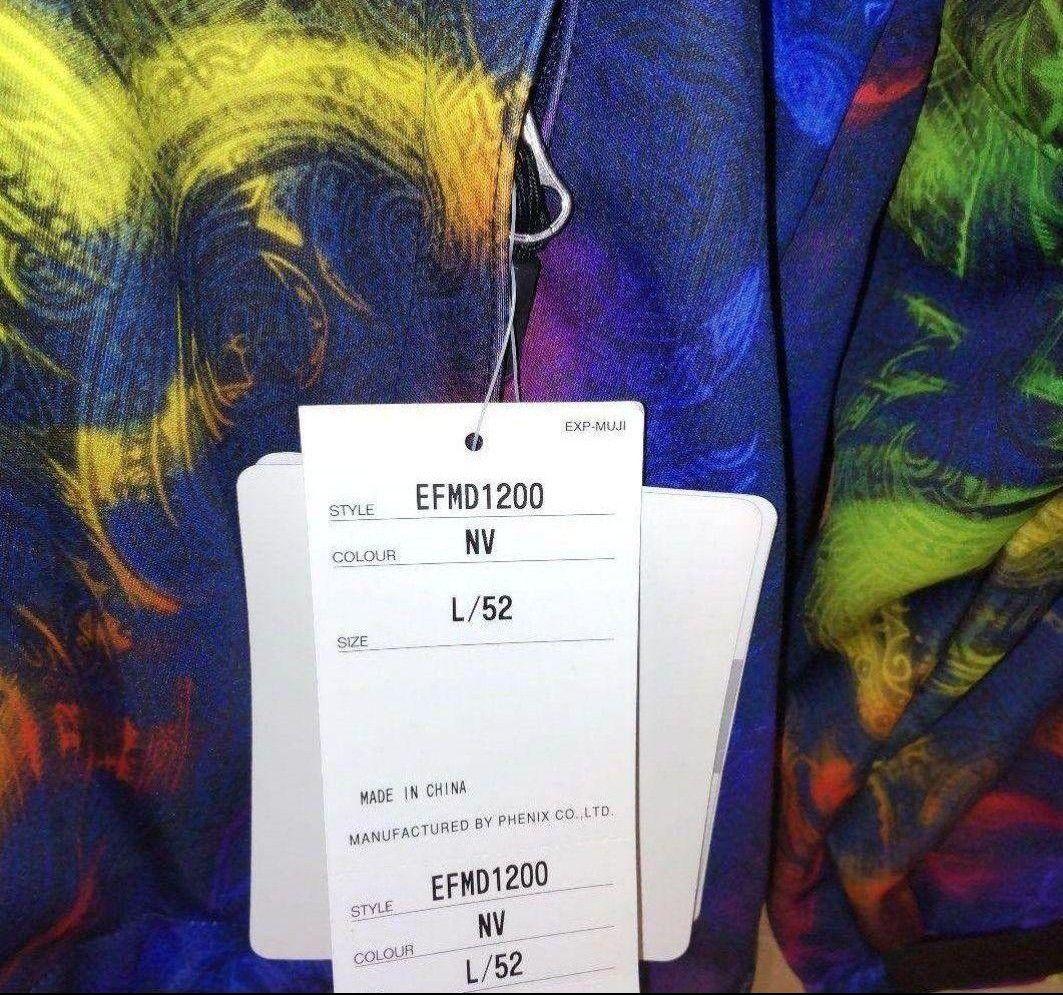 EXP-MUJI
STYLE EFMD1200
COLOUR NV
L/52
SIZE
MADE IN CHINA
MANUFACTURED BY PHENIX CO.,LTD.
STYLE EFMD1200
COLOUR NV
L/52